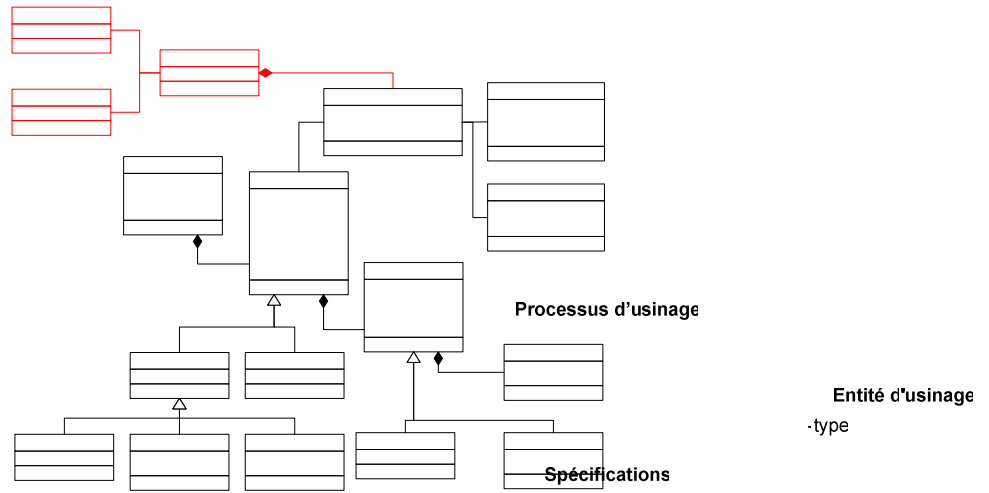 Processus d'usinage
Entité d'usinage
-type
Spécifications